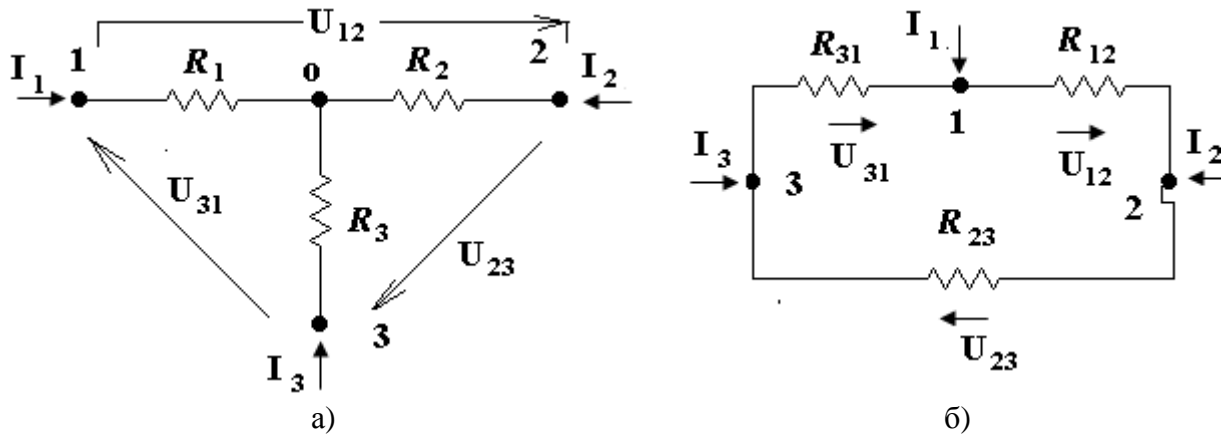 U12
1 R1 o R2 2
I1 I2
U31 R3 U23
3
I3
а)
I1
R31 R12
1
I3 U31 U12 I2
3 2
R23
U23
б)